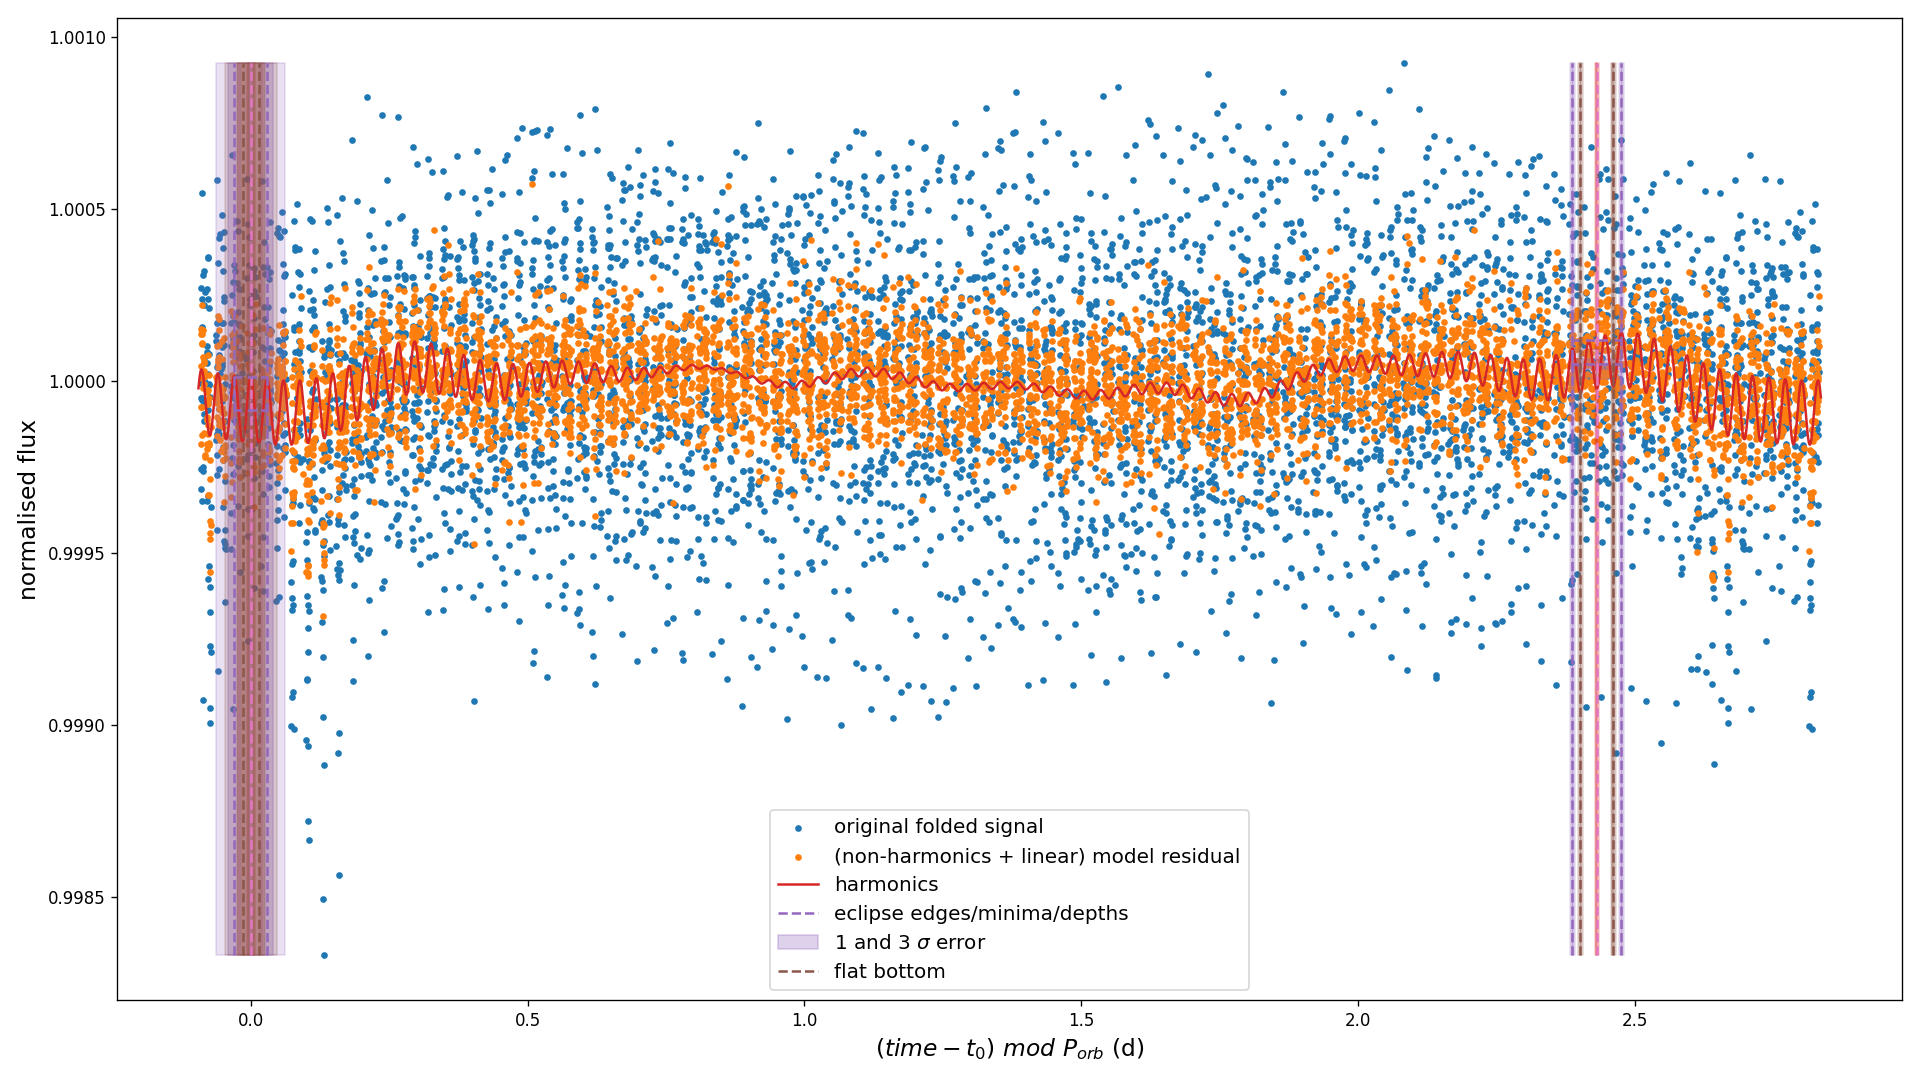 1.0010
1.0005
1.0000
0.9995
0.9990
0.9985
normalised flux
original folded signal
(non-harmonics + linear) model residual
harmonics
eclipse edges/minima/depths
1 and 3 σ error
flat bottom
0.0 0.5 1.0 1.5 2.0 2.5
(time − t₀) mod Pₒᵣb (d)